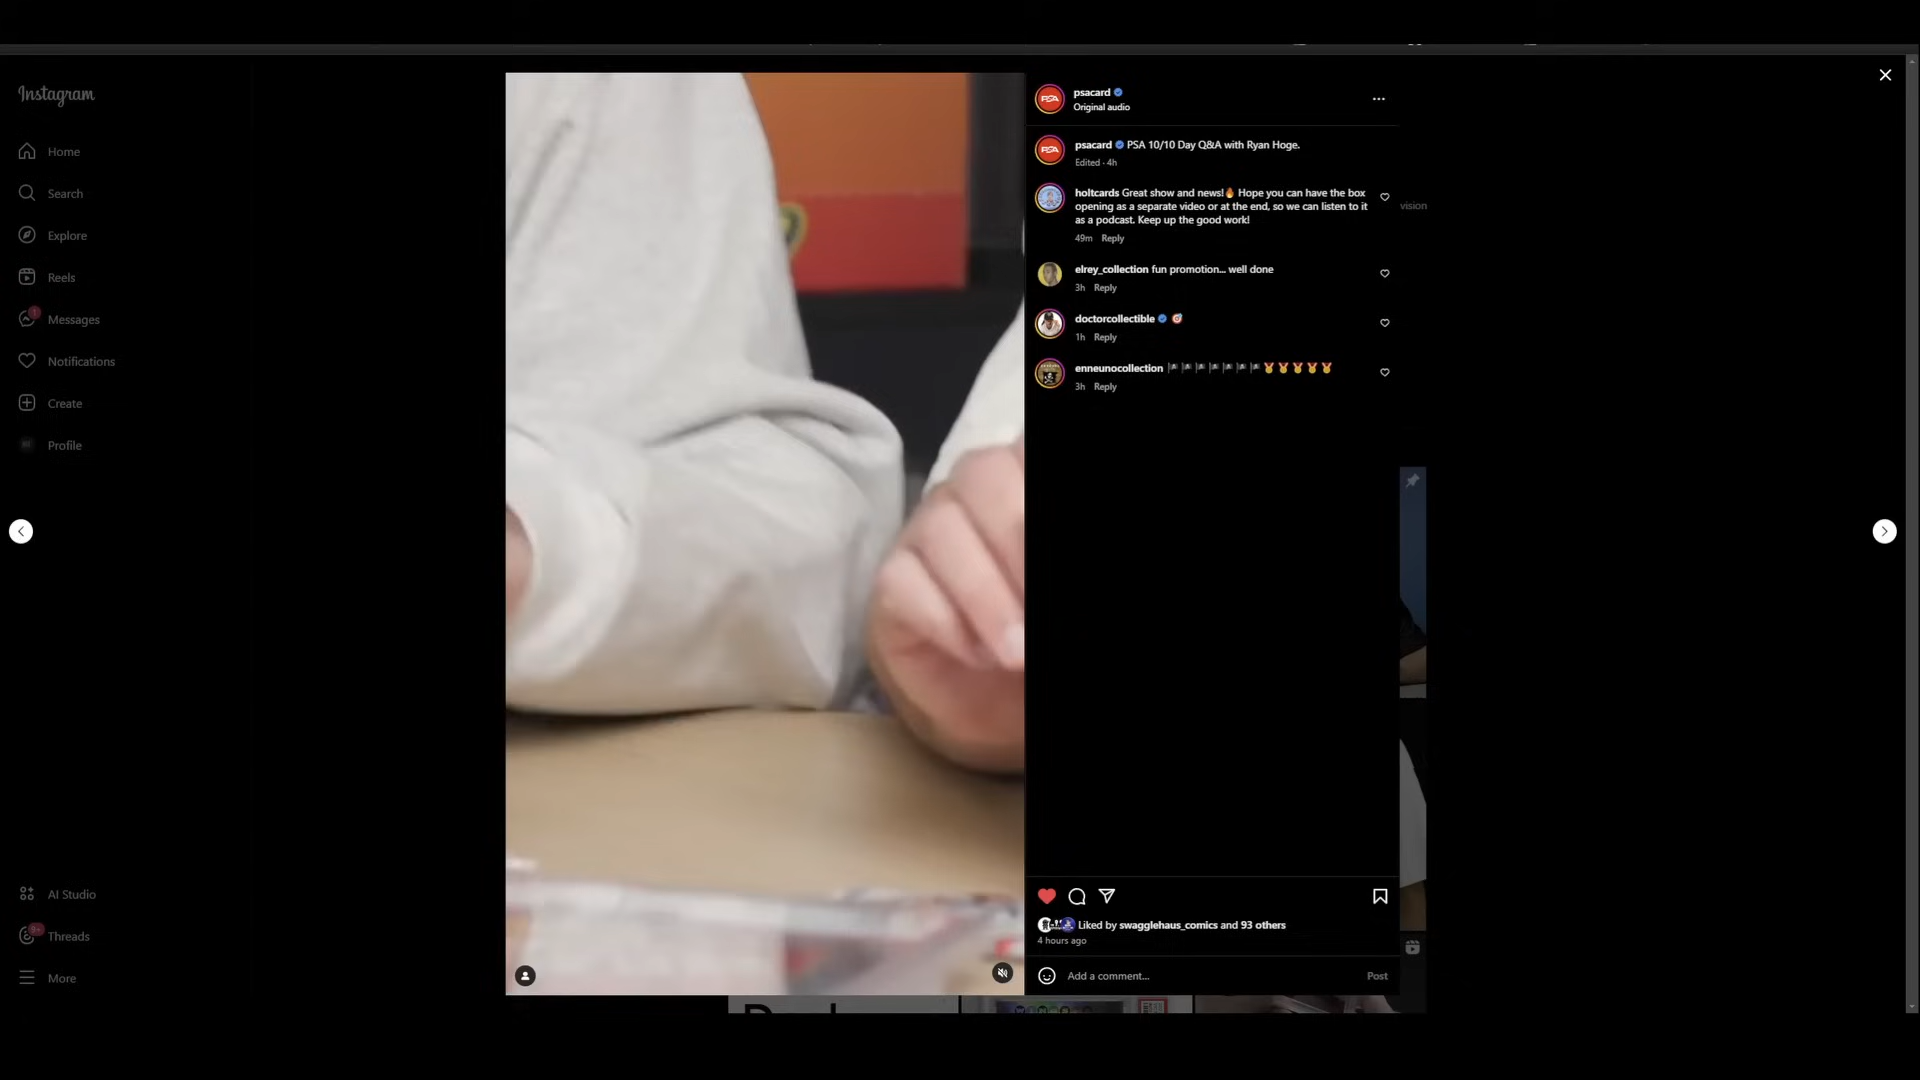 Instagram
Home
Search
Explore
Reels
1
Messages
Notifications
Create
Profile
AI Studio
9+
Threads
More
PSA
psacard
Original audio
PSA
psacard PSA 10/10 Day Q&A with Ryan Hoge.
Edited · 4h
holtcards Great show and news!🔥 Hope you can have the box
opening as a separate video or at the end, so we can listen to it
as a podcast. Keep up the good work!
49m Reply
elrey_collection fun promotion... well done
3h Reply
doctorcollectible 🎯
1h Reply
enneunocollection 🏴‍☠️🏴‍☠️🏴‍☠️🏴‍☠️🏴‍☠️🏴‍☠️🏴‍☠️🥇🥇🥇🥇🥇
3h Reply
vision
Liked by swagglehaus_comics and 93 others
4 hours ago
Add a comment...
Post